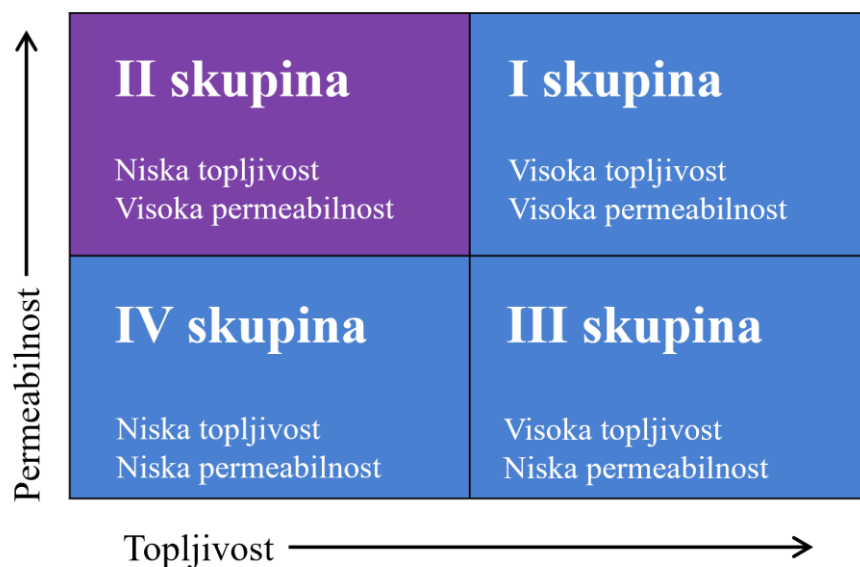 II skupina
Niska topljivost
Visoka permeabilnost
I skupina
Visoka topljivost
Visoka permeabilnost
IV skupina
Niska topljivost
Niska permeabilnost
III skupina
Visoka topljivost
Niska permeabilnost
Permeabilnost
Topljivost